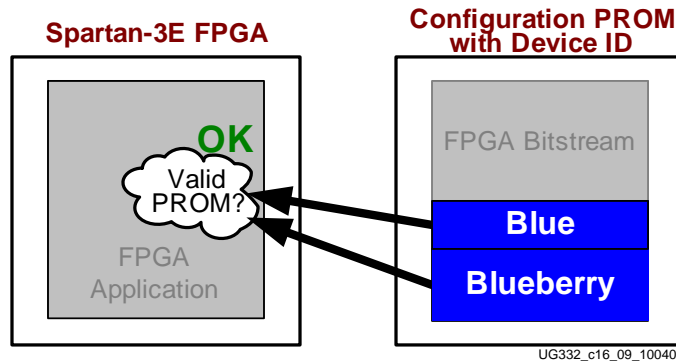 Spartan-3E FPGA
Configuration PROM
with Device ID
OK
Valid
PROM?
FPGA
Application
FPGA Bitstream
Blue
Blueberry
UG332_c16_09_10040